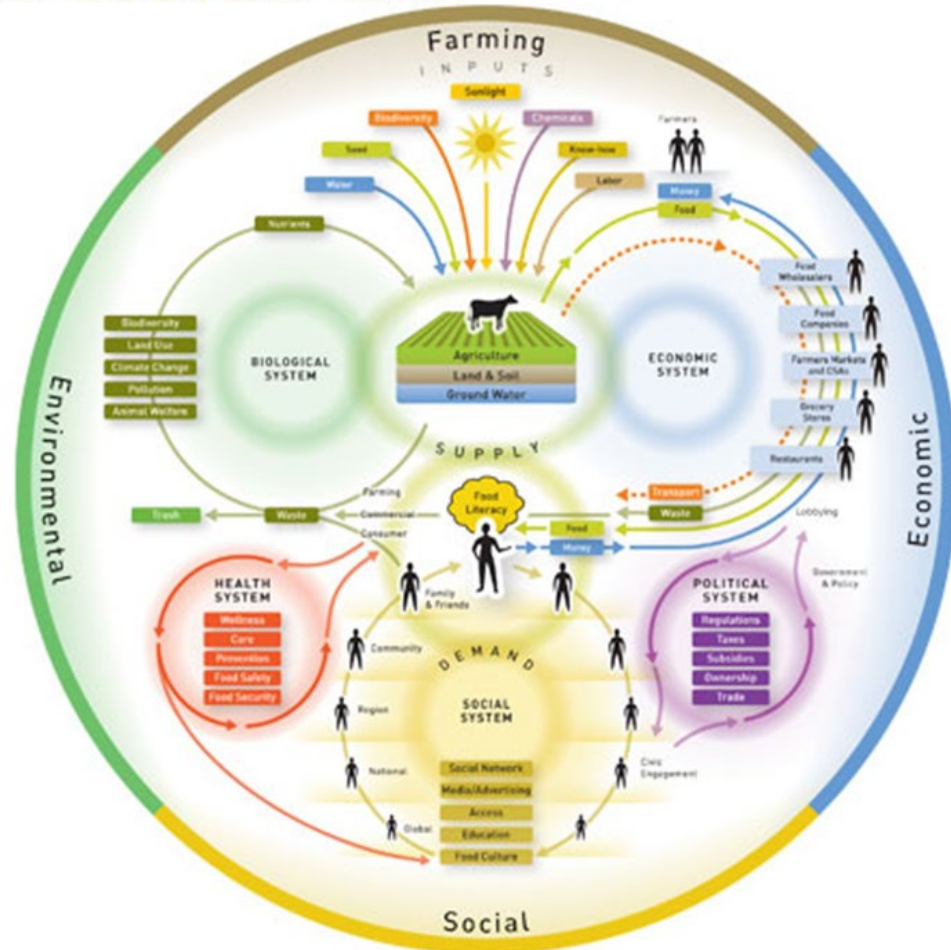 Farming
INPUTS
Sunlight
Biodiversity
Chemicals
Farmers
Seed
Know-how
Water
Labor
Money
Food
Nutrients
Food
Wholesalers
Food
Companies
Farmers Markets
and CSAs
Grocery
Stores
Restaurants
Biodiversity
Land Use
Climate Change
Pollution
Animal Welfare
BIOLOGICAL
SYSTEM
Agriculture
Land & Soil
Ground Water
ECONOMIC
SYSTEM
Environmental
Economic
SUPPLY
Food
Literacy
Farming
Commercial
Consumer
Trash
Waste
Transport
Waste
Food
Money
Lobbying
Government
& Policy
HEALTH
SYSTEM
Wellness
Care
Prevention
Food Safety
Food Security
Family
& Friends
Community
Region
National
Global
POLITICAL
SYSTEM
Regulations
Taxes
Subsidies
Ownership
Trade
Civic
Engagement
DEMAND
SOCIAL
SYSTEM
Social Network
Media/Advertising
Access
Education
Food Culture
Social